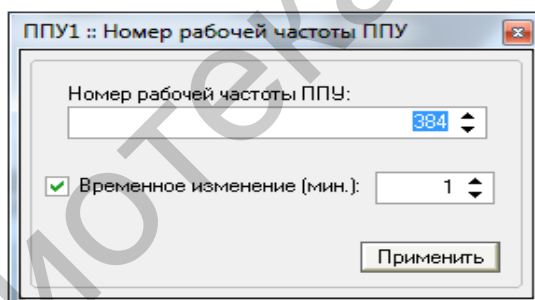 ППУ1 :: Номер рабочей частоты ППУ
Номер рабочей частоты ППУ:
384
Временное изменение (мин.): 1
Применить